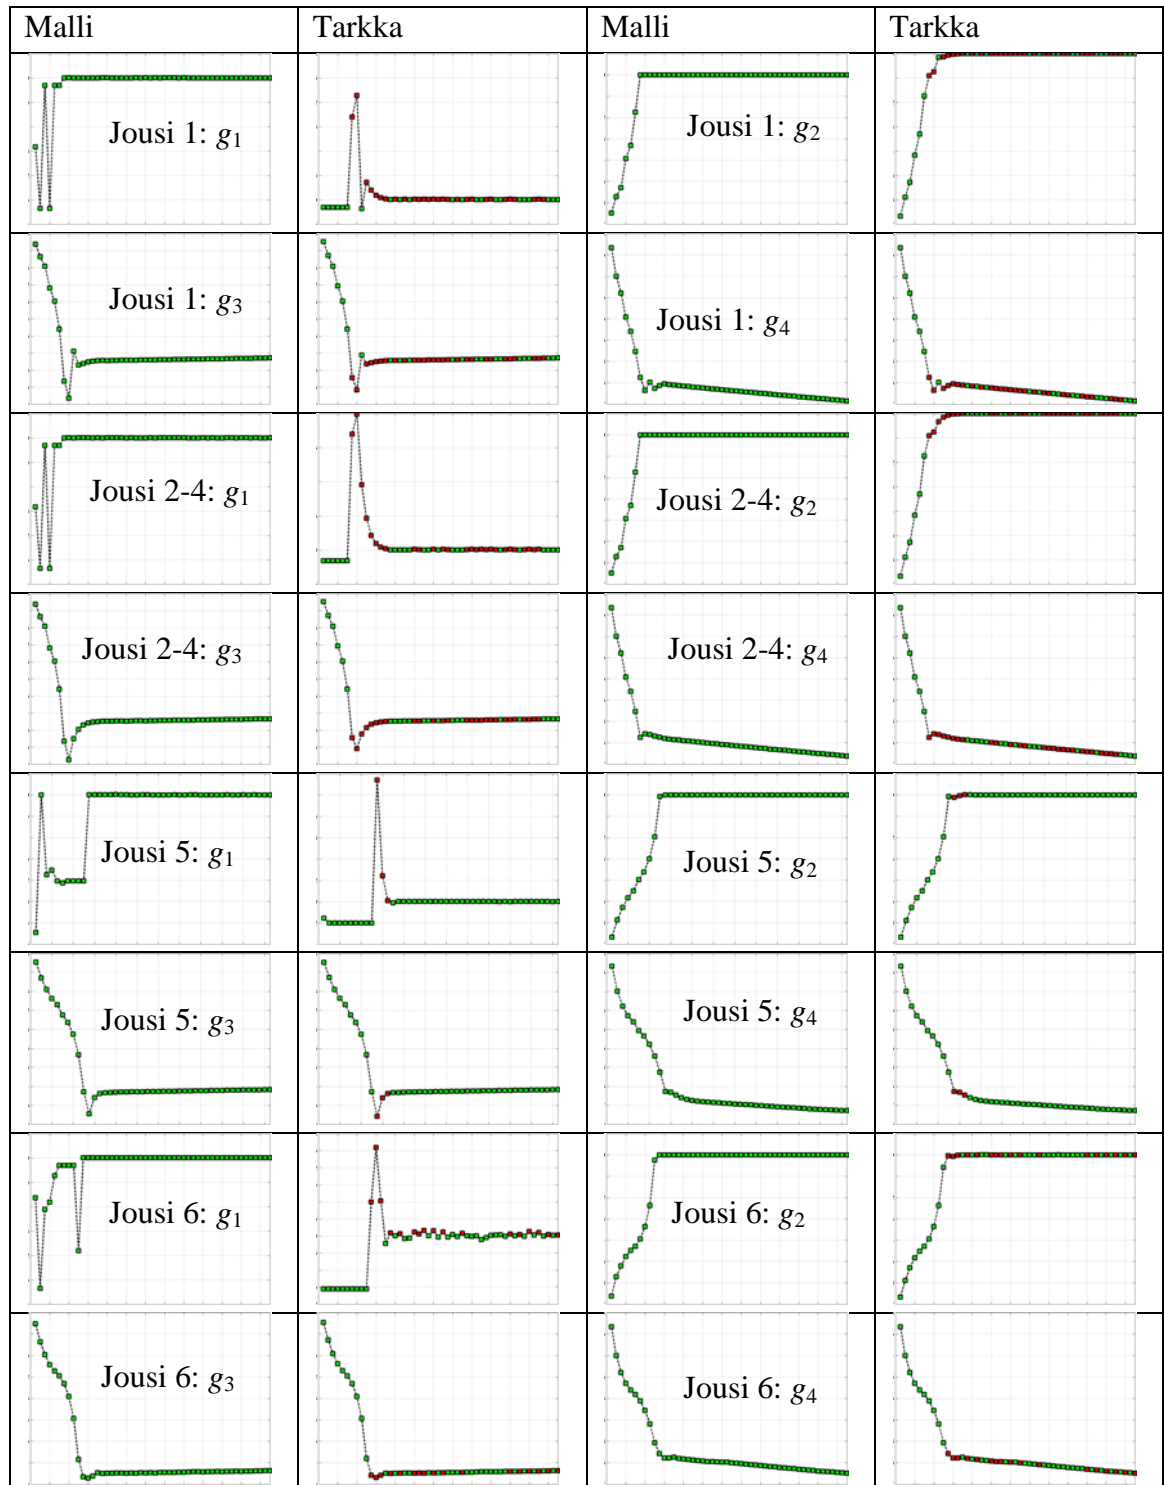 Malli Tarkka Malli Tarkka
Jousi 1: g1
Jousi 1: g2
Jousi 1: g3
Jousi 1: g4
Jousi 2-4: g1
Jousi 2-4: g2
Jousi 2-4: g3
Jousi 2-4: g4
Jousi 5: g1
Jousi 5: g2
Jousi 5: g3
Jousi 5: g4
Jousi 6: g1
Jousi 6: g2
Jousi 6: g3
Jousi 6: g4